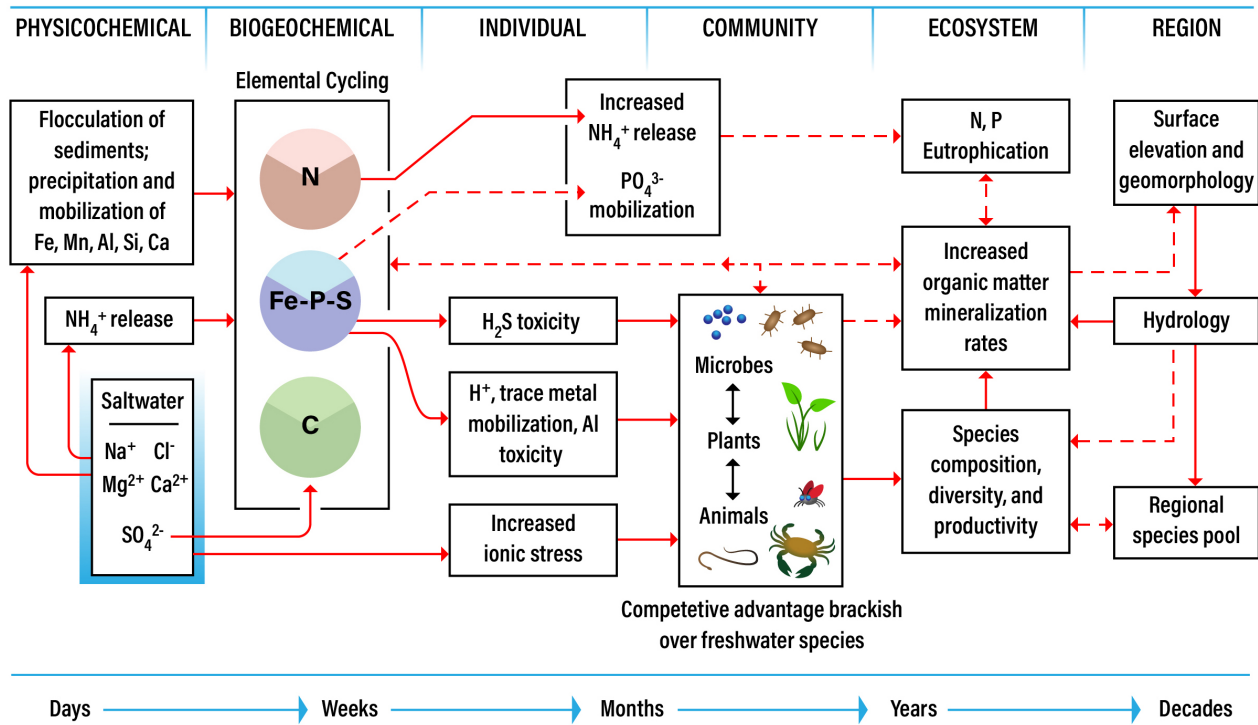 PHYSICOCHEMICAL
BIOGEOCHEMICAL
INDIVIDUAL
COMMUNITY
ECOSYSTEM
REGION
Elemental Cycling
Flocculation of
sediments;
precipitation and
mobilization of
Fe, Mn, Al, Si, Ca
NH₄⁺ release
Saltwater
Na⁺ Cl⁻
Mg²⁺ Ca²⁺
SO₄²⁻
N
Fe-P-S
C
Increased
NH₄⁺ release
PO₄³⁻
mobilization
H₂S toxicity
H⁺, trace metal
mobilization, Al
toxicity
Increased
ionic stress
Microbes
Plants
Animals
Competetive advantage brackish
over freshwater species
N, P
Eutrophication
Increased
organic matter
mineralization
rates
Species
composition,
diversity, and
productivity
Surface
elevation and
geomorphology
Hydrology
Regional
species pool
Days
Weeks
Months
Years
Decades